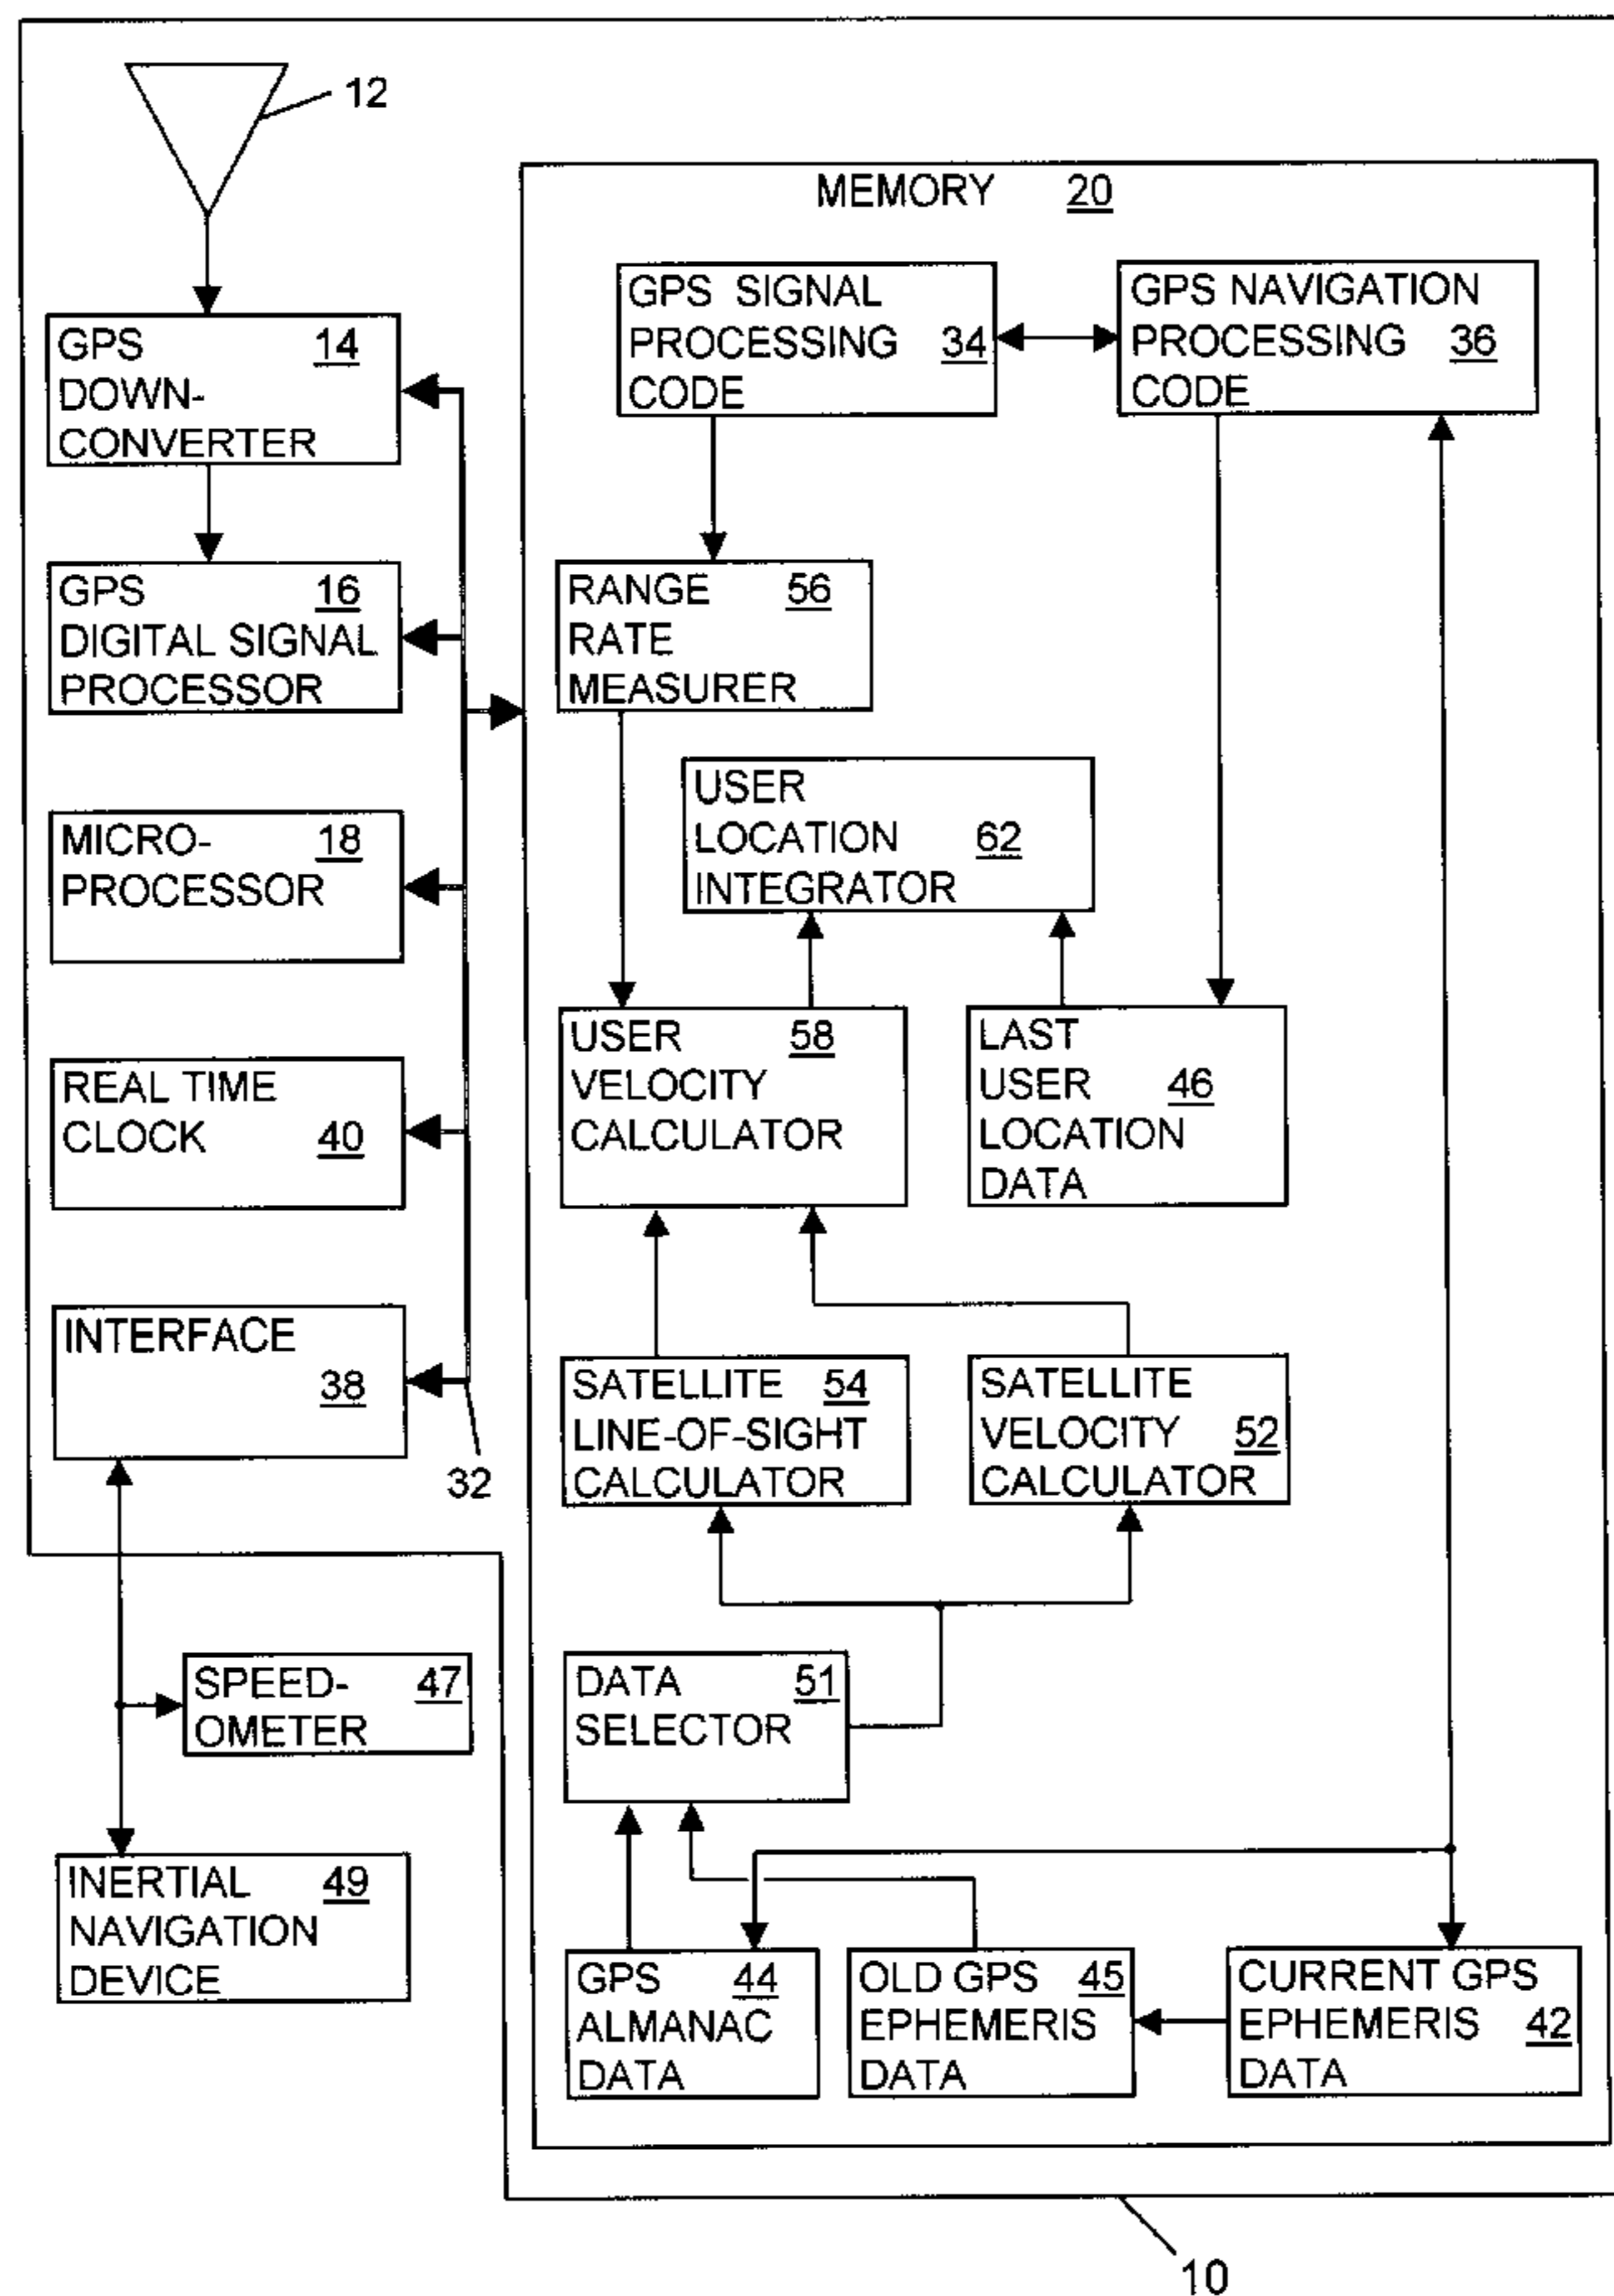 12
MEMORY 20
GPS 14
DOWN-
CONVERTER
GPS 16
DIGITAL SIGNAL
PROCESSOR
MICRO- 18
PROCESSOR
REAL TIME
CLOCK 40
INTERFACE
38
32
SPEED- 47
OMETER
INERTIAL 49
NAVIGATION
DEVICE
GPS SIGNAL
PROCESSING 34
CODE
GPS NAVIGATION
PROCESSING 36
CODE
RANGE 56
RATE
MEASURER
USER
LOCATION 62
INTEGRATOR
USER 58
VELOCITY
CALCULATOR
LAST
USER 46
LOCATION
DATA
SATELLITE 54
LINE-OF-SIGHT
CALCULATOR
SATELLITE
VELOCITY 52
CALCULATOR
DATA 51
SELECTOR
GPS 44
ALMANAC
DATA
OLD GPS 45
EPHEMERIS
DATA
CURRENT GPS
EPHEMERIS 42
DATA
10